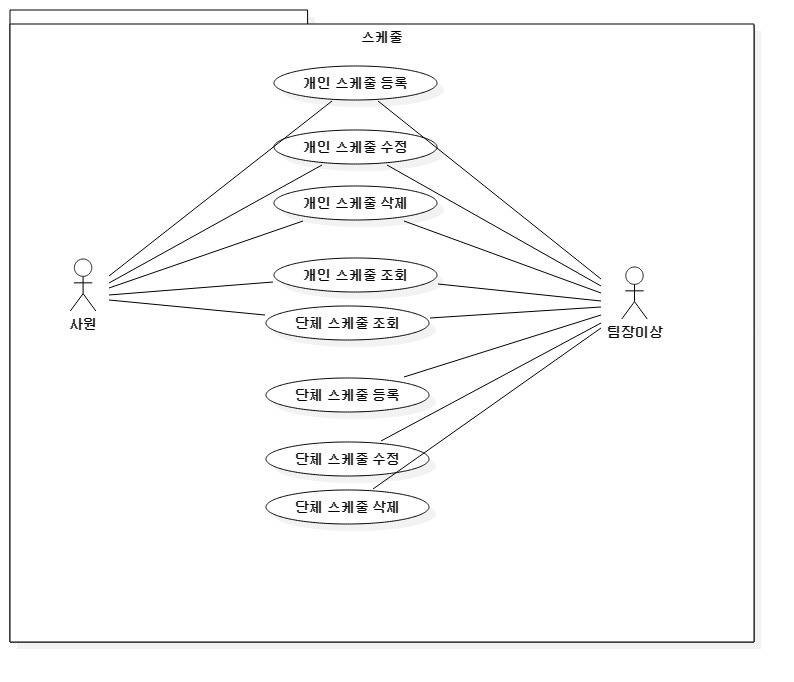 스케줄
개인 스케줄 등록
개인 스케줄 수정
개인 스케줄 삭제
개인 스케줄 조회
단체 스케줄 조회
사원
팀장이상
단체 스케줄 등록
단체 스케줄 수정
단체 스케줄 삭제